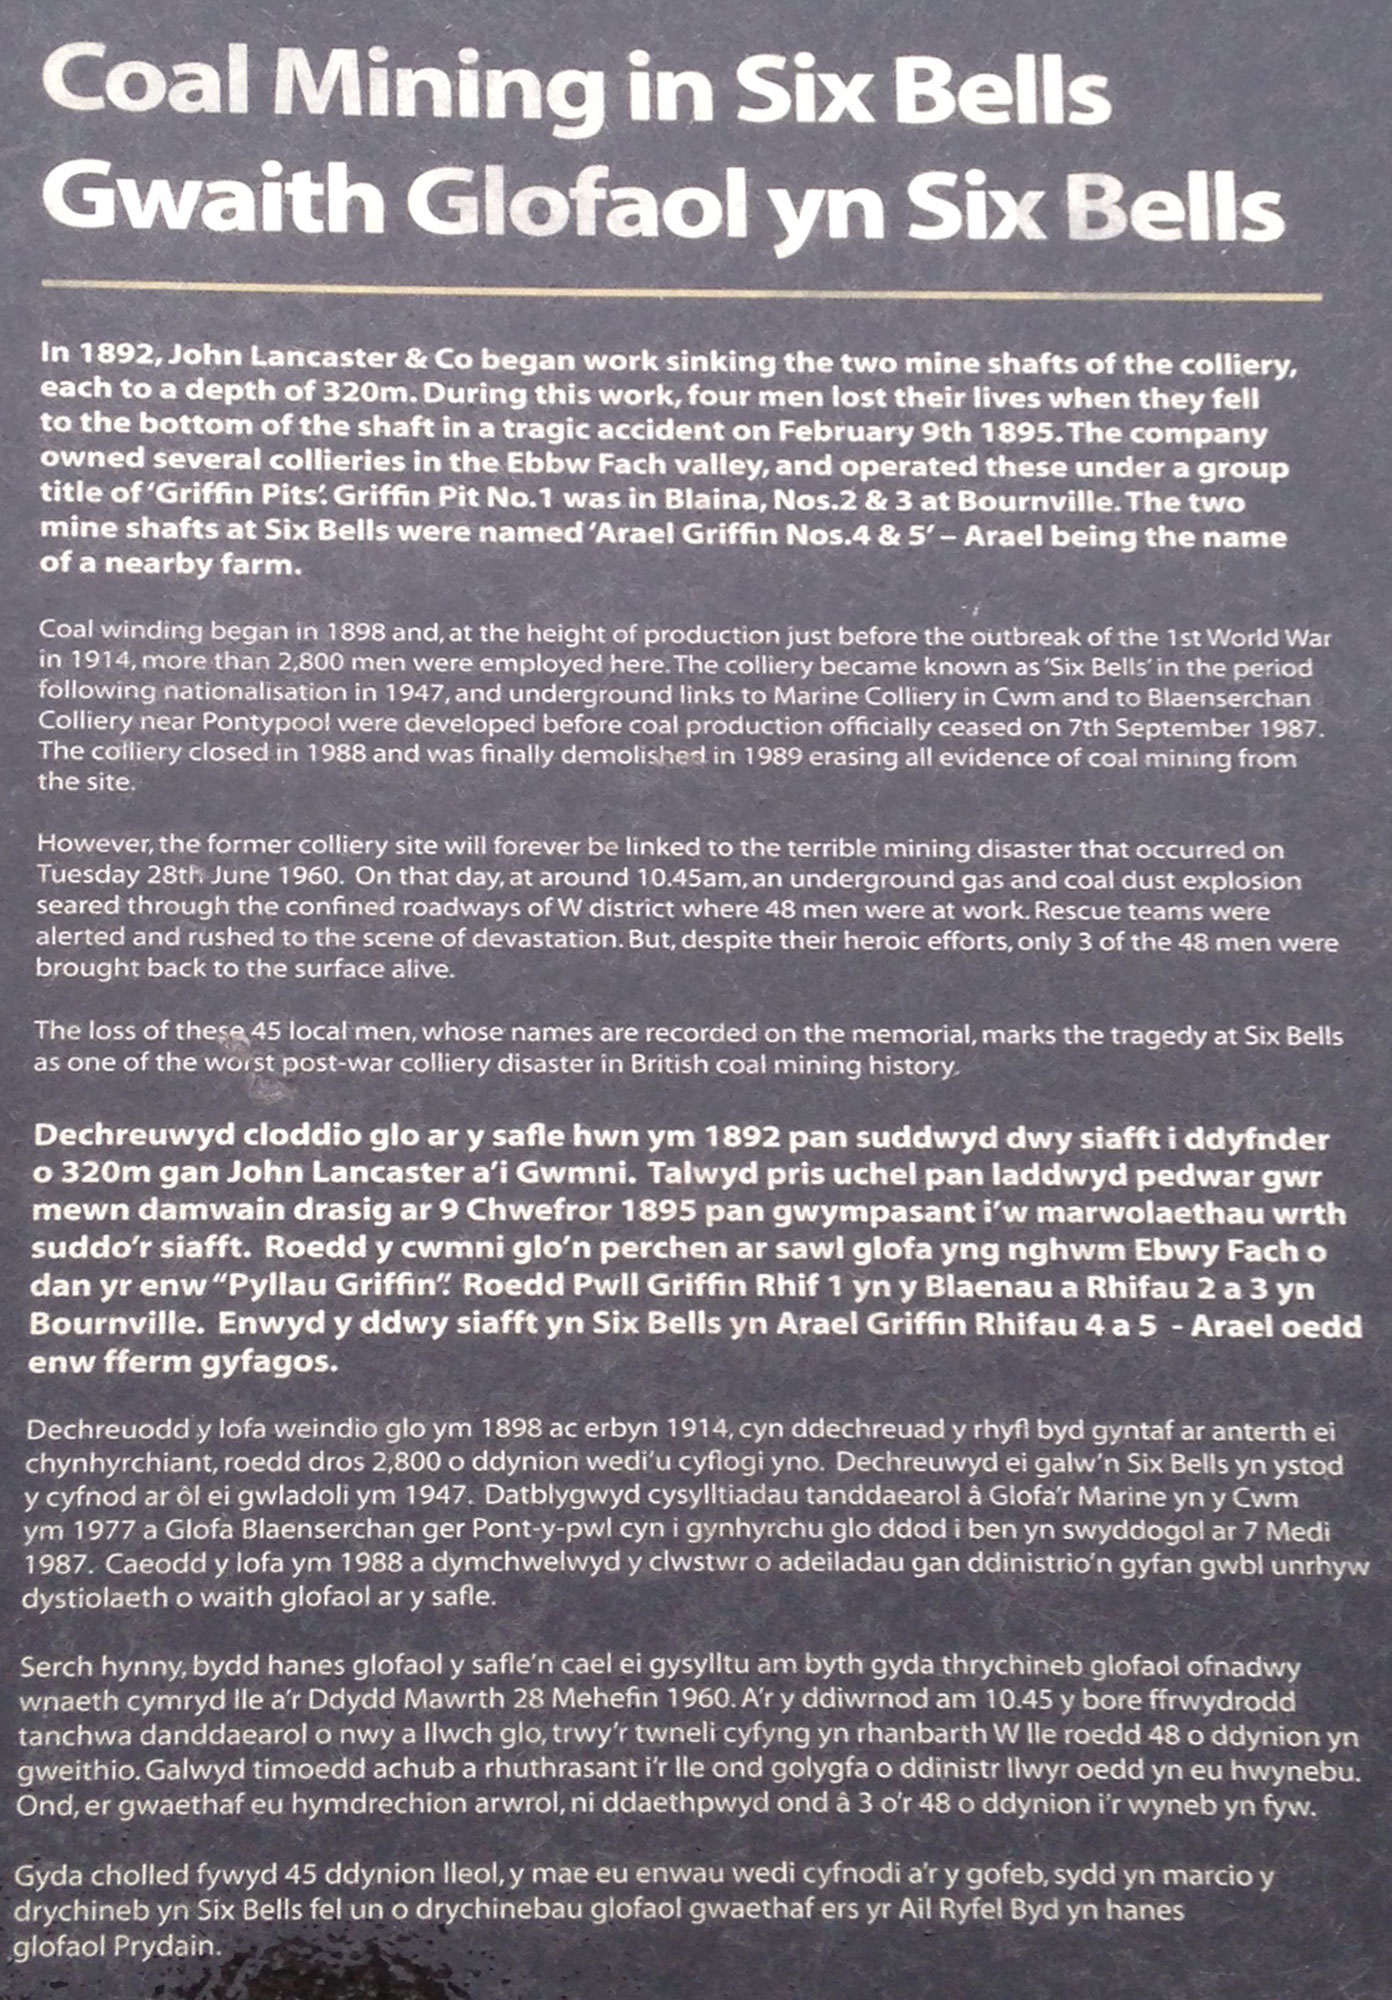 Coal Mining in Six Bells
Gwaith Glofaol yn Six Bells
In 1892, John Lancaster & Co began work sinking the two mine shafts of the colliery,
each to a depth of 320m. During this work, four men lost their lives when they fell
to the bottom of the shaft in a tragic accident on February 9th 1895. The company
owned several collieries in the Ebbw Fach valley, and operated these under a group
title of ‘Griffin Pits’. Griffin Pit No.1 was in Blaina, Nos.2 & 3 at Bournville. The two
mine shafts at Six Bells were named ‘Arael Griffin Nos.4 & 5’ – Arael being the name
of a nearby farm.
Coal winding began in 1898 and, at the height of production just before the outbreak of the 1st World War
in 1914, more than 2,800 men were employed here. The colliery became known as ‘Six Bells’ in the period
following nationalisation in 1947, and underground links to Marine Colliery in Cwm and to Blaenserchan
Colliery near Pontypool were developed before coal production officially ceased on 7th September 1987.
The colliery closed in 1988 and was finally demolished in 1989 erasing all evidence of coal mining from
the site.
However, the former colliery site will forever be linked to the terrible mining disaster that occurred on
Tuesday 28th June 1960. On that day, at around 10.45am, an underground gas and coal dust explosion
seared through the confined roadways of W district where 48 men were at work. Rescue teams were
alerted and rushed to the scene of devastation. But, despite their heroic efforts, only 3 of the 48 men were
brought back to the surface alive.
The loss of these 45 local men, whose names are recorded on the memorial, marks the tragedy at Six Bells
as one of the worst post-war colliery disaster in British coal mining history.
Dechreuwyd cloddio glo ar y safle hwn ym 1892 pan suddwyd dwy siafft i ddyfnder
o 320m gan John Lancaster a’i Gwmni. Talwyd pris uchel pan laddwyd pedwar gwr
mewn damwain drasig ar 9 Chwefror 1895 pan gwympasant i’w marwolaethau wrth
suddo’r siafft. Roedd y cwmni glo’n perchen ar sawl glofa yng nghwm Ebwy Fach o
dan yr enw “Pyllau Griffin”. Roedd Pwll Griffin Rhif 1 yn y Blaenau a Rhifau 2 a 3 yn
Bournville. Enwyd y ddwy siafft yn Six Bells yn Arael Griffin Rhifau 4 a 5 - Arael oedd
enw fferm gyfagos.
Dechreuodd y lofa weindio glo ym 1898 ac erbyn 1914, cyn ddechreuad y rhyfl byd gyntaf ar anterth ei
chynhyrchiant, roedd dros 2,800 o ddynion wedi’u cyflogi yno. Dechreuwyd ei galw’n Six Bells yn ystod
y cyfnod ar ôl ei gwladoli ym 1947. Datblygwyd cysylltiadau tanddaearol â Glofa’r Marine yn y Cwm
ym 1977 a Glofa Blaenserchan ger Pont-y-pwl cyn i gynhyrchu glo ddod i ben yn swyddogol ar 7 Medi
1987. Caeodd y lofa ym 1988 a dymchwelwyd y clwstwr o adeiladau gan ddinistrio’n gyfan gwbl unrhyw
dystiolaeth o waith glofaol ar y safle.
Serch hynny, bydd hanes glofaol y safle’n cael ei gysylltu am byth gyda thrychineb glofaol ofnadwy
wnaeth cymryd lle a’r Ddydd Mawrth 28 Mehefin 1960. A’r y ddiwrnod am 10.45 y bore ffrwydrodd
tanchwa danddaearol o nwy a llwch glo, trwy’r twneli cyfyng yn rhanbarth W lle roedd 48 o ddynion yn
gweithio. Galwyd timoedd achub a rhuthrasant i’r lle ond golygfa o ddinistr llwyr oedd yn eu hwynebu.
Ond, er gwaethaf eu hymdrechion arwrol, ni ddaethpwyd ond â 3 o’r 48 o ddynion i’r wyneb yn fyw.
Gyda cholled fywyd 45 ddynion lleol, y mae eu enwau wedi cyfnodi a’r y gofeb, sydd yn marcio y
drychineb yn Six Bells fel un o drychinebau glofaol gwaethaf ers yr Ail Ryfel Byd yn hanes
glofaol Prydain.